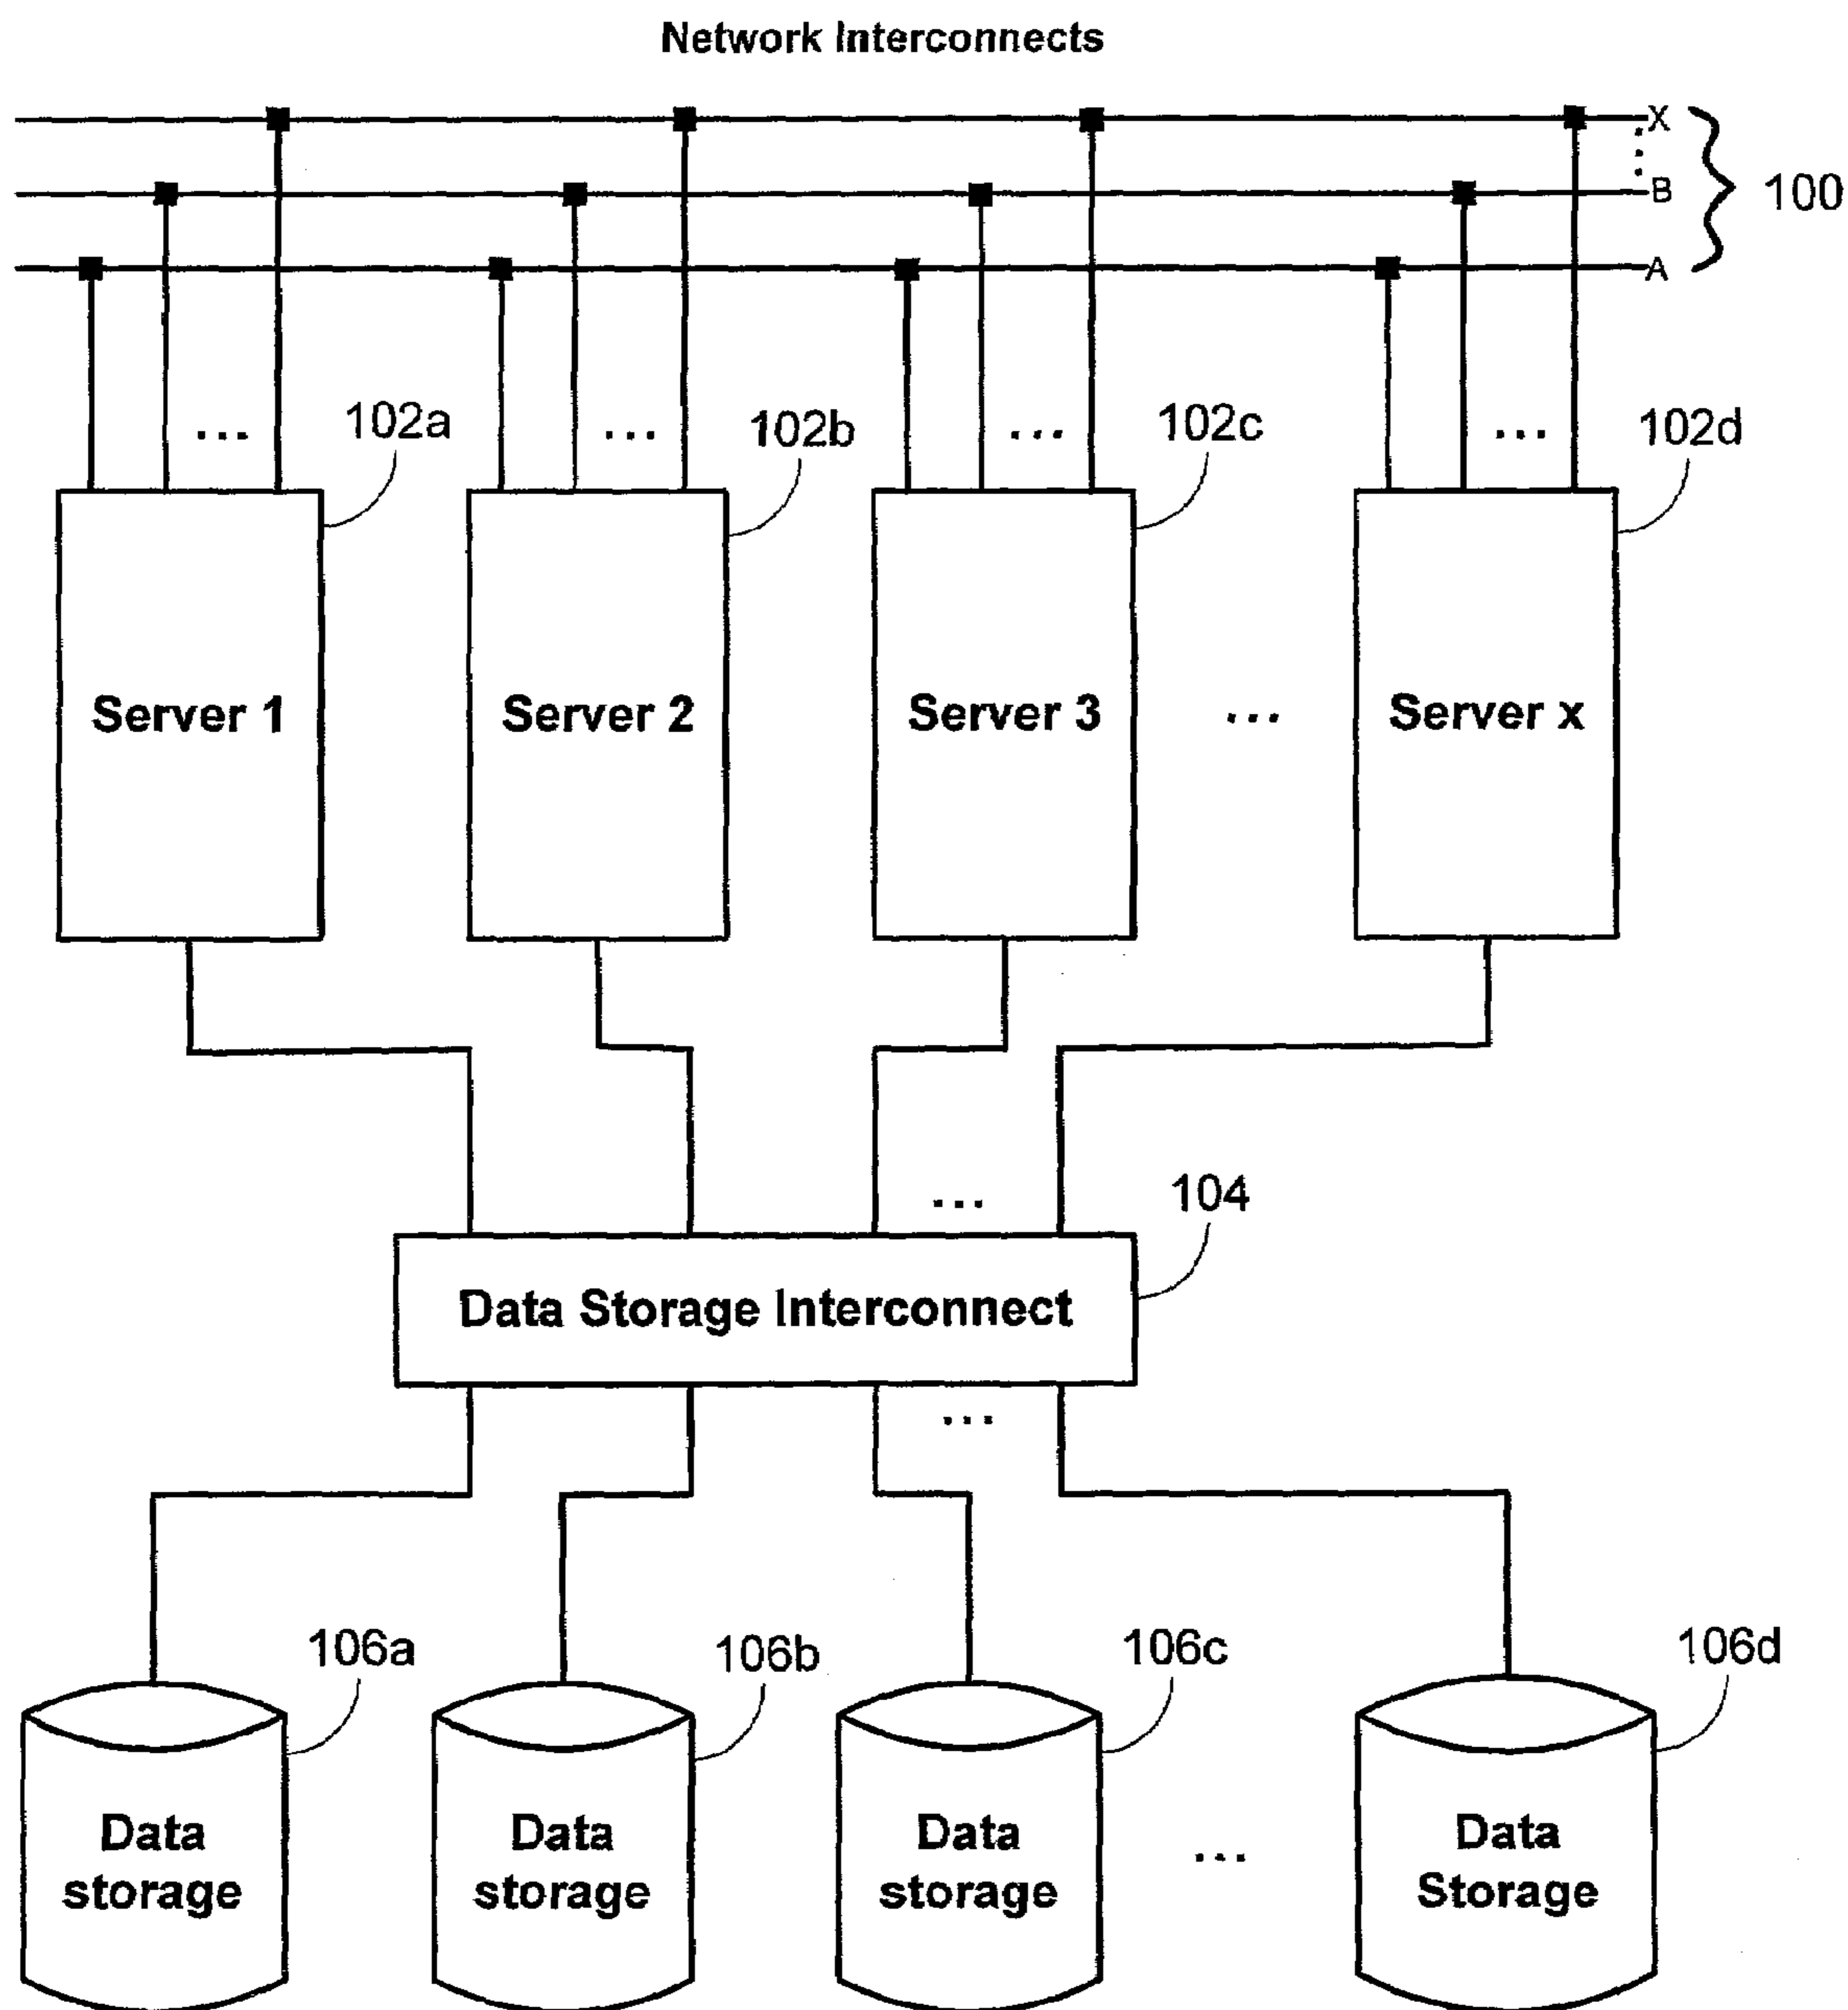 Network Interconnects
X
B
100
A
... 102a ... 102b ... 102c ... 102d
Server 1 Server 2 Server 3 ... Server x
... 104
Data Storage Interconnect
...
106a 106b 106c 106d
Data Data Data Data
storage storage storage ... Storage